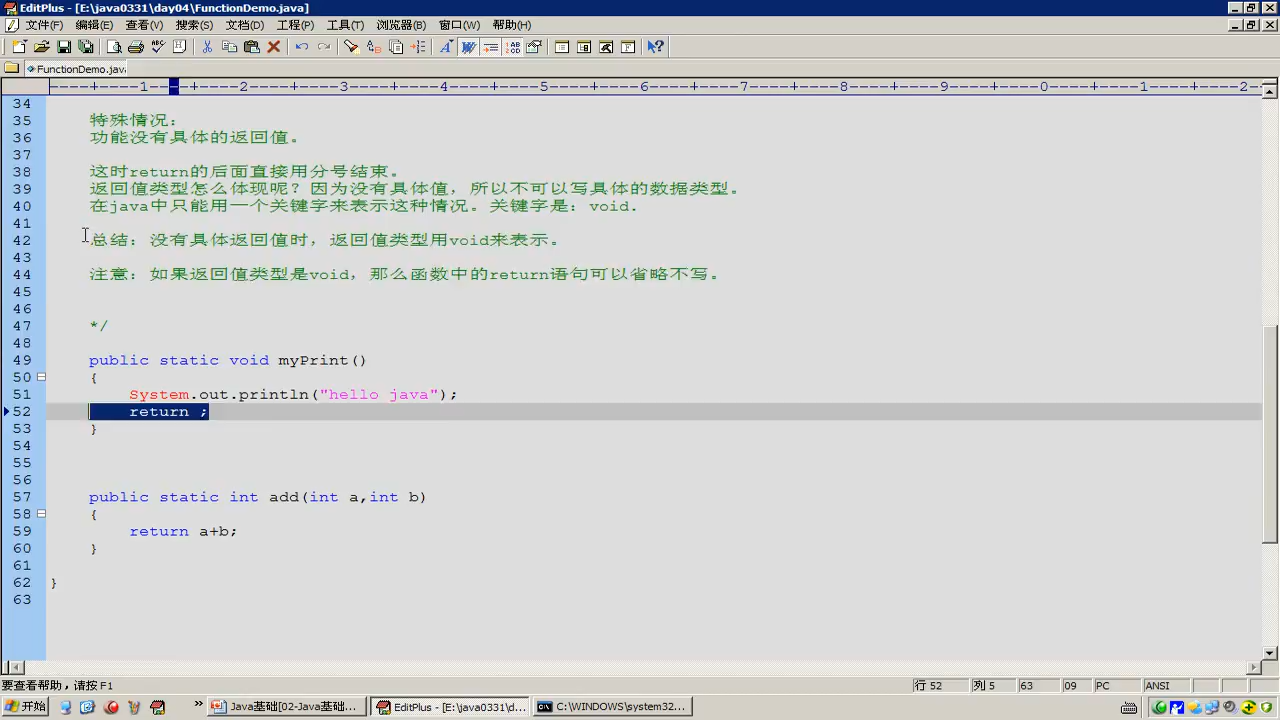 EditPlus - [E:\java0331\day04\FunctionDemo.java]
文件(F) 编辑(E) 查看(V) 搜索(S) 文档(D) 工程(P) 工具(T) 浏览器(B) 窗口(W) 帮助(H)
FunctionDemo.java
----+----1----+----2----+----3----+----4----+----5----+----6----+----7----+----8----+----9----+----0----+----1----+----2--
34
35 特殊情况：
36 功能没有具体的返回值。
37
38 这时return的后面直接用分号结束。
39 返回值类型怎么体现呢？因为没有具体值，所以不可以写具体的数据类型。
40 在java中只能用一个关键字来表示这种情况。关键字是：void.
41
42 总结：没有具体返回值时，返回值类型用void来表示。
43
44 注意：如果返回值类型是void，那么函数中的return语句可以省略不写。
45
46
47 */
48
49 public static void myPrint()
50 {
51 System.out.println("hello java");
52 return ;
53 }
54
55
56
57 public static int add(int a,int b)
58 {
59 return a+b;
60 }
61
62 }
63
要查看帮助，请按 F1 行 52 列 5 63 09 PC ANSI
开始 » Java基础[02-Java基础... EditPlus - [E:\java0331\d... C:\WINDOWS\system32...